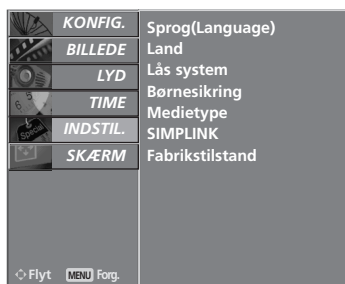 KONFIG.
BILLEDE
LYD
TIME
INDSTIL.
SKÆRM
Sprog(Language)
Land
Lås system
Børnesikring
Medietype
SIMPLINK
Fabrikstilstand
Flyt MENU Forg.